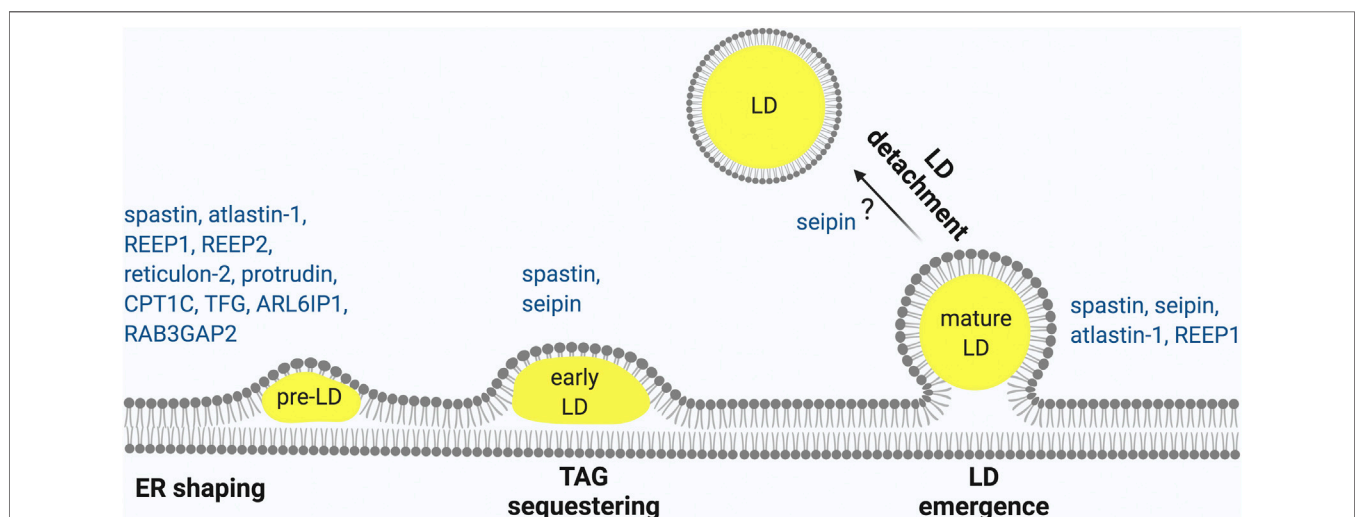 LD
LD
detachment
seipin
?
spastin, atlastin-1,
REEP1, REEP2,
reticulon-2, protrudin,
CPT1C, TFG, ARL6IP1,
RAB3GAP2
spastin,
seipin
mature
LD
spastin, seipin,
atlastin-1, REEP1
pre-LD
early
LD
ER shaping
TAG
sequestering
LD
emergence